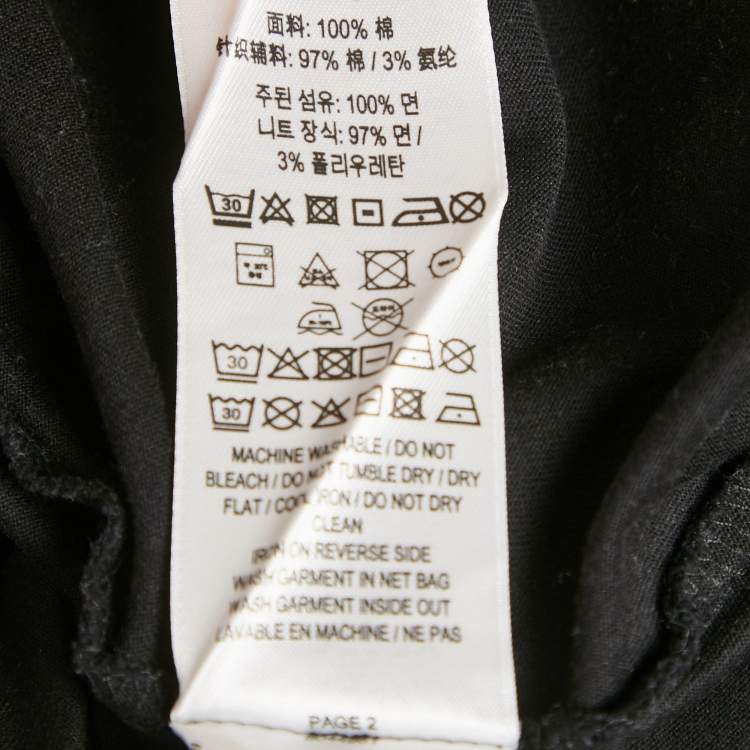 面料: 100% 棉
针织辅料: 97% 棉 / 3% 氨纶
주된 섬유: 100% 면
니트 장식: 97% 면 /
3% 폴리우레탄
30
30
30
MACHINE WASHABLE / DO NOT
BLEACH / DO NOT TUMBLE DRY / DRY
FLAT / COOL IRON / DO NOT DRY
CLEAN
IRON ON REVERSE SIDE
WASH GARMENT IN NET BAG
WASH GARMENT INSIDE OUT
LAVABLE EN MACHINE / NE PAS
PAGE 2